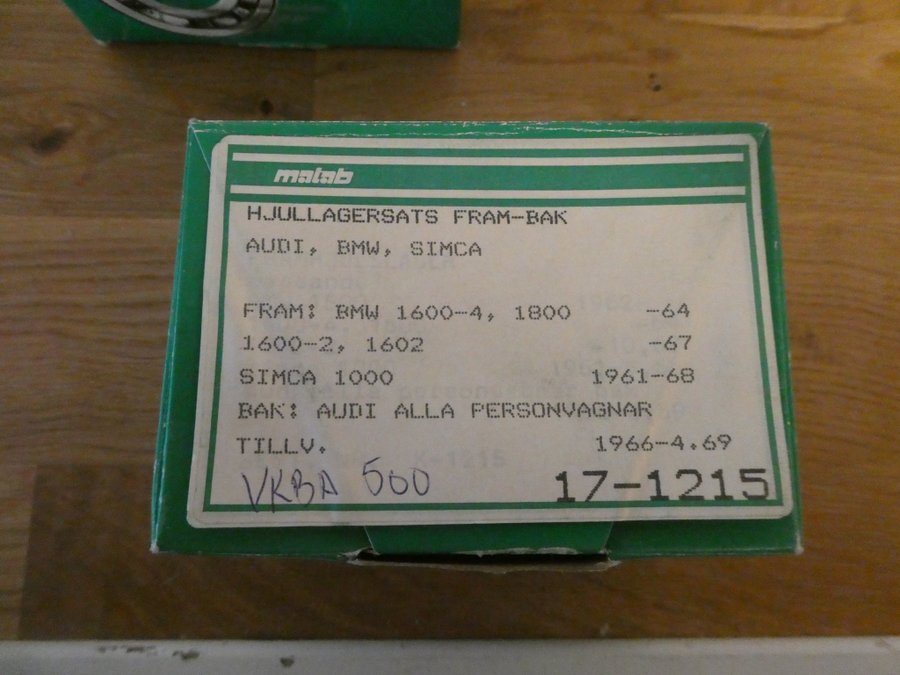 malab
HJULLAGERSATS FRAM-BAK
AUDI, BMW, SIMCA
FRAM: BMW 1600-4, 1800 -64
1600-2, 1602 -67
SIMCA 1000 1961-68
BAK: AUDI ALLA PERSONVAGNAR
TILLV. 1966-4.69
VKBA 500 17-1215